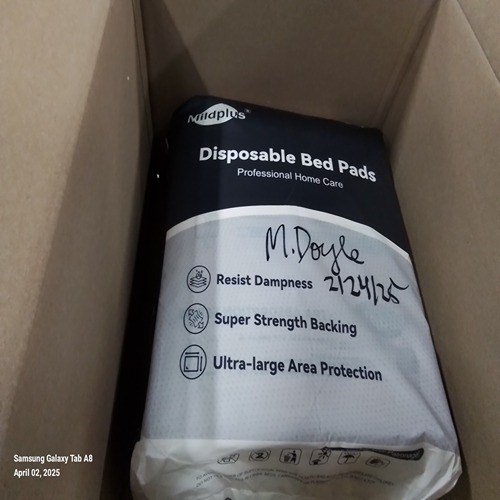 Mildplus
Disposable Bed Pads
Professional Home Care
M.Doyle
Resist Dampness 2/24/25
Super Strength Backing
Ultra-large Area Protection
Samsung Galaxy Tab A8
April 02, 2025